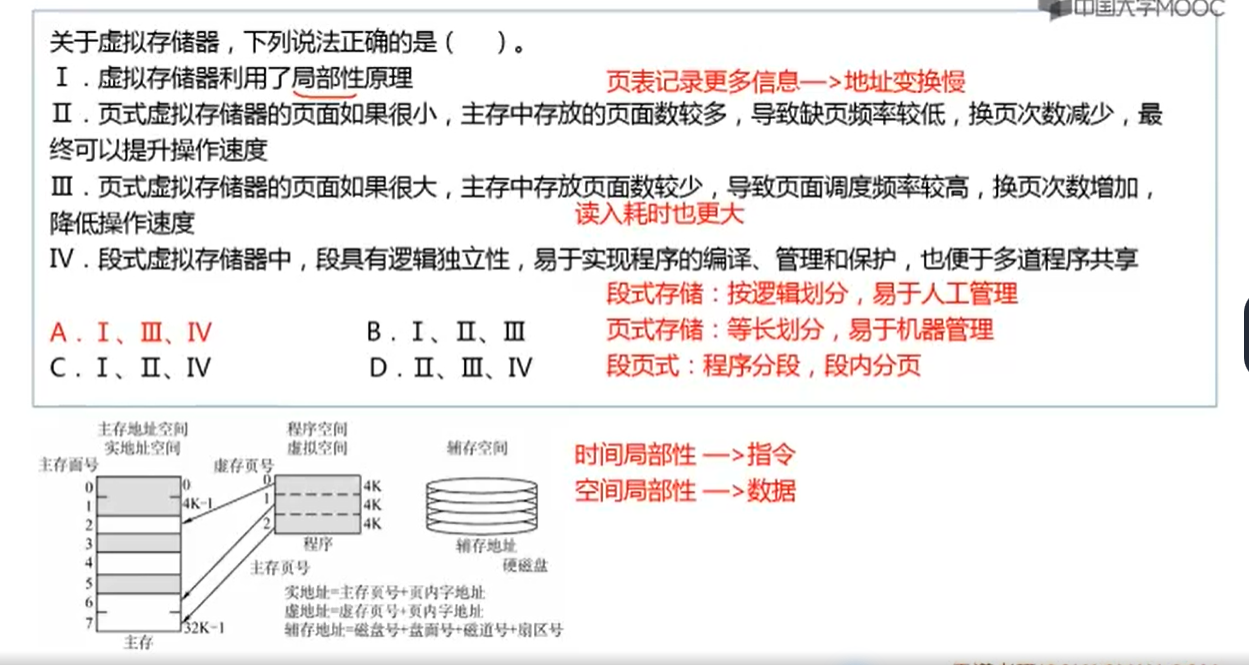 中国大学MOOC
关于虚拟存储器，下列说法正确的是（ ）。
Ⅰ．虚拟存储器利用了局部性原理
页表记录更多信息—>地址变换慢
Ⅱ．页式虚拟存储器的页面如果很小，主存中存放的页面数较多，导致缺页频率较低，换页次数减少，最
终可以提升操作速度
Ⅲ．页式虚拟存储器的页面如果很大，主存中存放页面数较少，导致页面调度频率较高，换页次数增加，
降低操作速度
读入耗时也更大
Ⅳ．段式虚拟存储器中，段具有逻辑独立性，易于实现程序的编译、管理和保护，也便于多道程序共享
段式存储：按逻辑划分，易于人工管理
A．Ⅰ、Ⅲ、Ⅳ B．Ⅰ、Ⅱ、Ⅲ
页式存储：等长划分，易于机器管理
C．Ⅰ、Ⅱ、Ⅳ D．Ⅱ、Ⅲ、Ⅳ
段页式：程序分段，段内分页
主存地址空间
实地址空间
程序空间
虚拟空间
辅存空间
主存页号
虚存页号
0
1
2
3
4
5
6
7
0
4K-1
32K-1
主存
0
1
2
4K
4K
4K
程序
主存页号
辅存地址
硬磁盘
实地址=主存页号+页内字地址
虚地址=虚存页号+页内字地址
辅存地址=磁盘号+盘面号+磁道号+扇区号
时间局部性 —>指令
空间局部性 —>数据